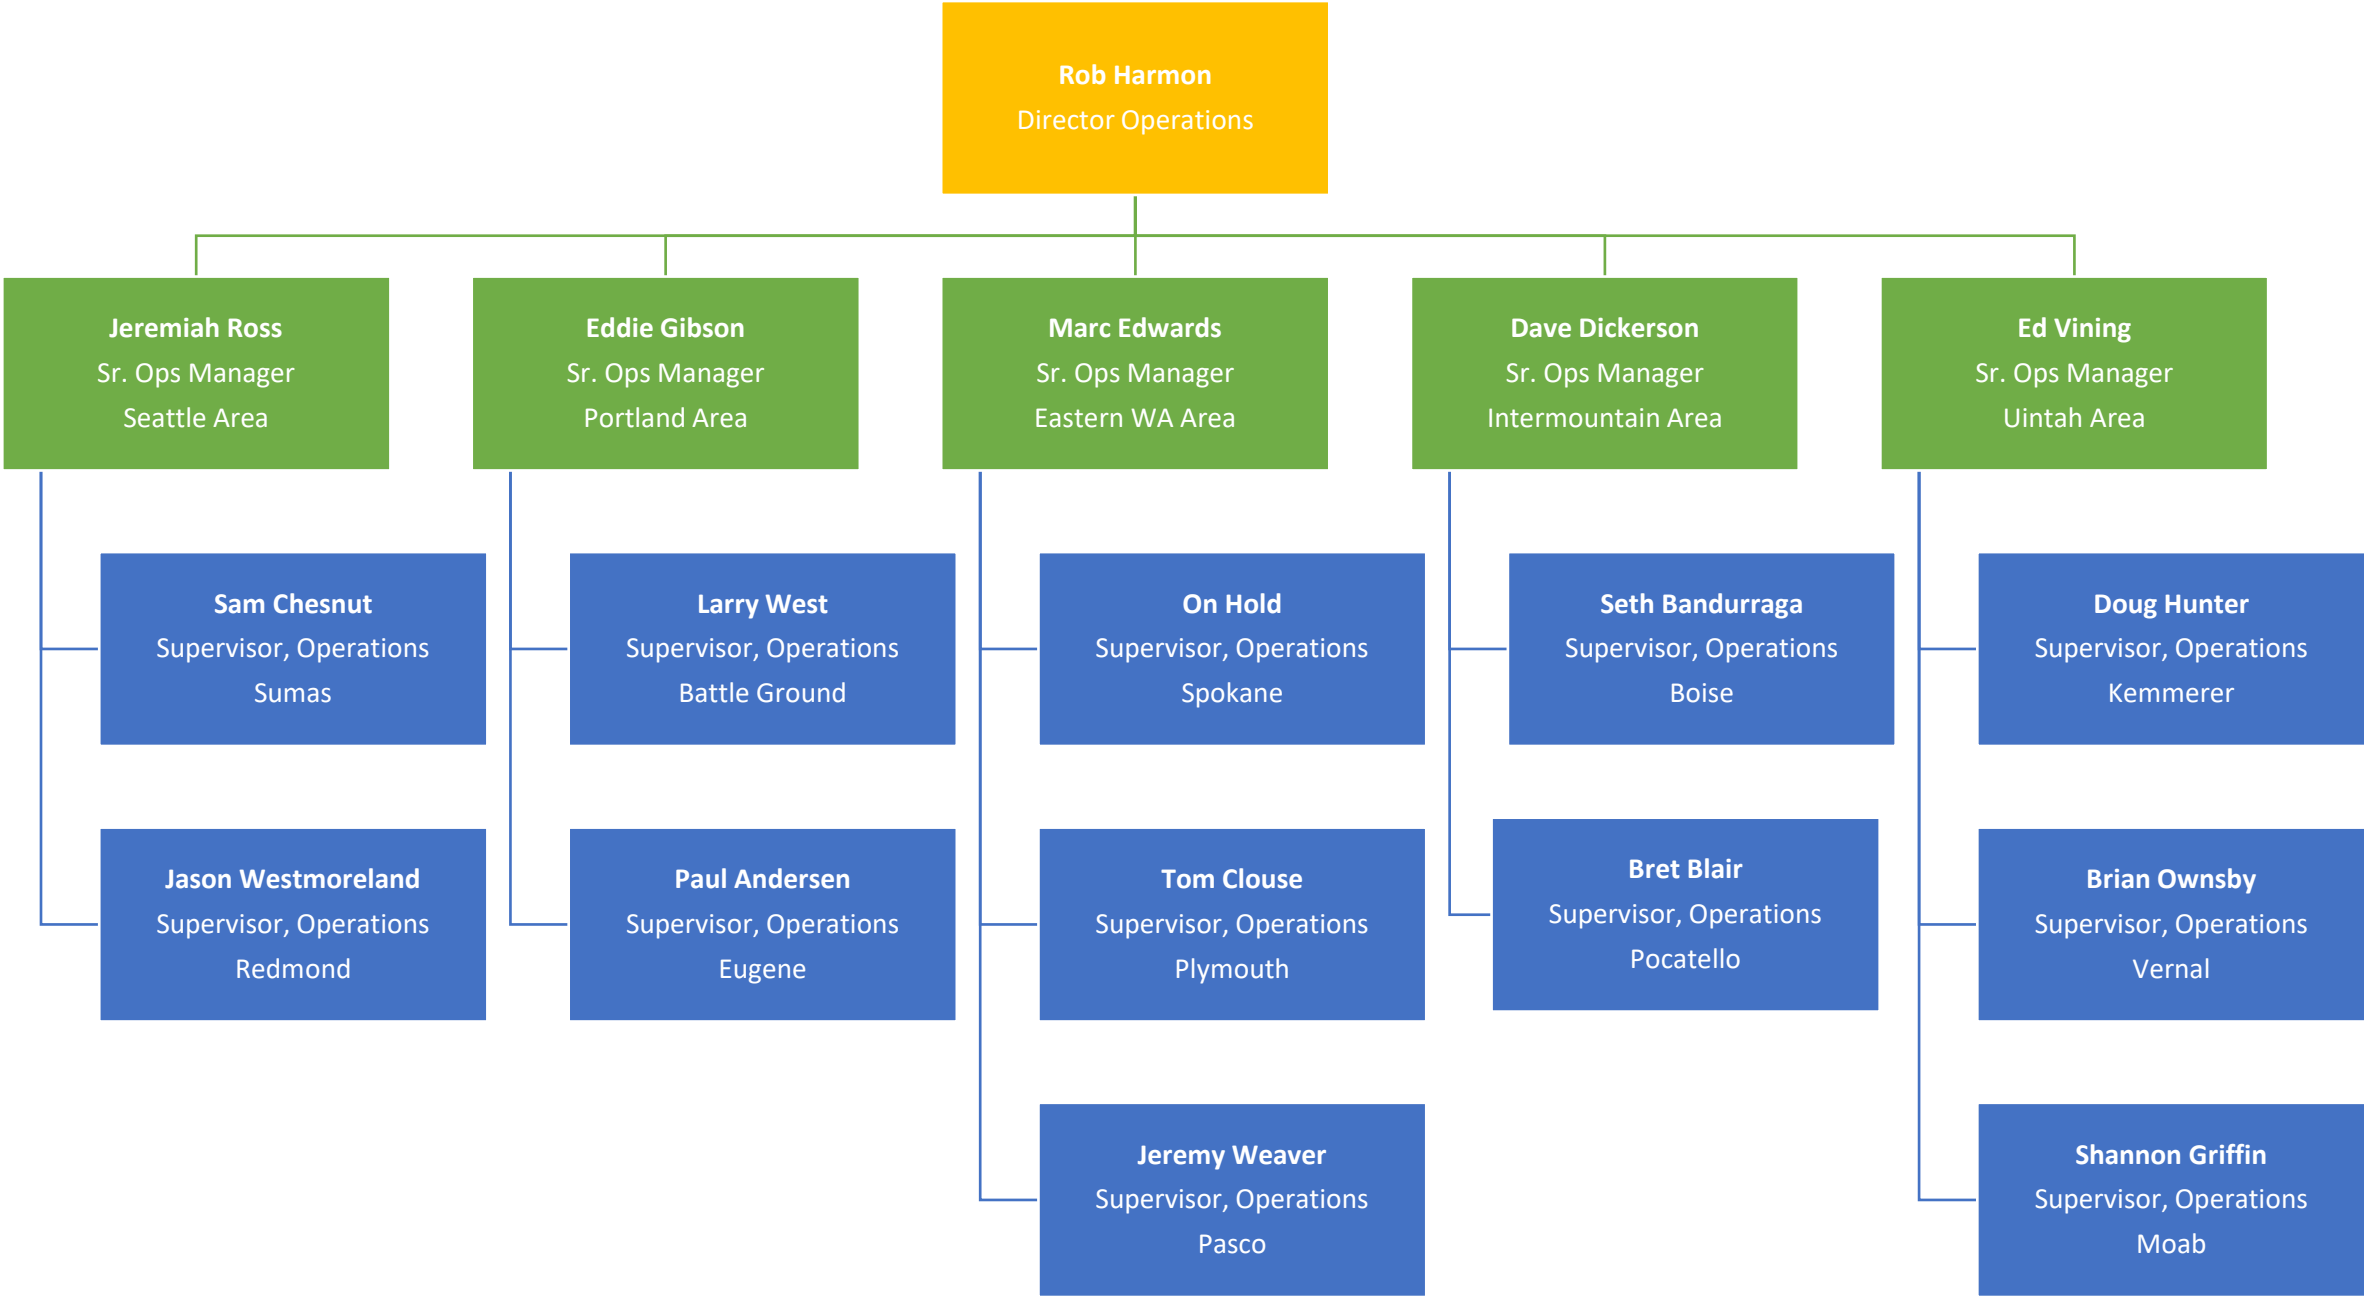 Rob Harmon
Director Operations
Jeremiah Ross
Sr. Ops Manager
Seattle Area
Eddie Gibson
Sr. Ops Manager
Portland Area
Marc Edwards
Sr. Ops Manager
Eastern WA Area
Dave Dickerson
Sr. Ops Manager
Intermountain Area
Ed Vining
Sr. Ops Manager
Uintah Area
Sam Chesnut
Supervisor, Operations
Sumas
Larry West
Supervisor, Operations
Battle Ground
On Hold
Supervisor, Operations
Spokane
Seth Bandurraga
Supervisor, Operations
Boise
Doug Hunter
Supervisor, Operations
Kemmerer
Jason Westmoreland
Supervisor, Operations
Redmond
Paul Andersen
Supervisor, Operations
Eugene
Tom Clouse
Supervisor, Operations
Plymouth
Bret Blair
Supervisor, Operations
Pocatello
Brian Ownsby
Supervisor, Operations
Vernal
Jeremy Weaver
Supervisor, Operations
Pasco
Shannon Griffin
Supervisor, Operations
Moab